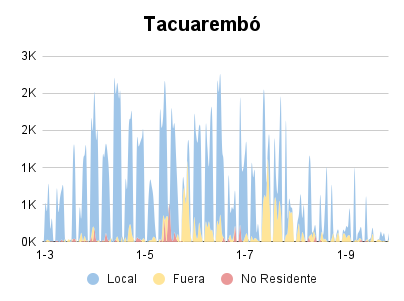 Tacuarembó
3K
2K
2K
1K
1K
0K
1-3 1-5 1-7 1-9
Local Fuera No Residente